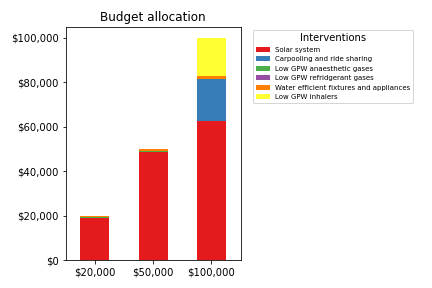 Budget allocation
$100,000
$80,000
$60,000
$40,000
$20,000
$0
$20,000
$50,000
$100,000
Interventions
Solar system
Carpooling and ride sharing
Low GPW anaesthetic gases
Low GPW refridgerant gases
Water efficient fixtures and appliances
Low GPW inhalers